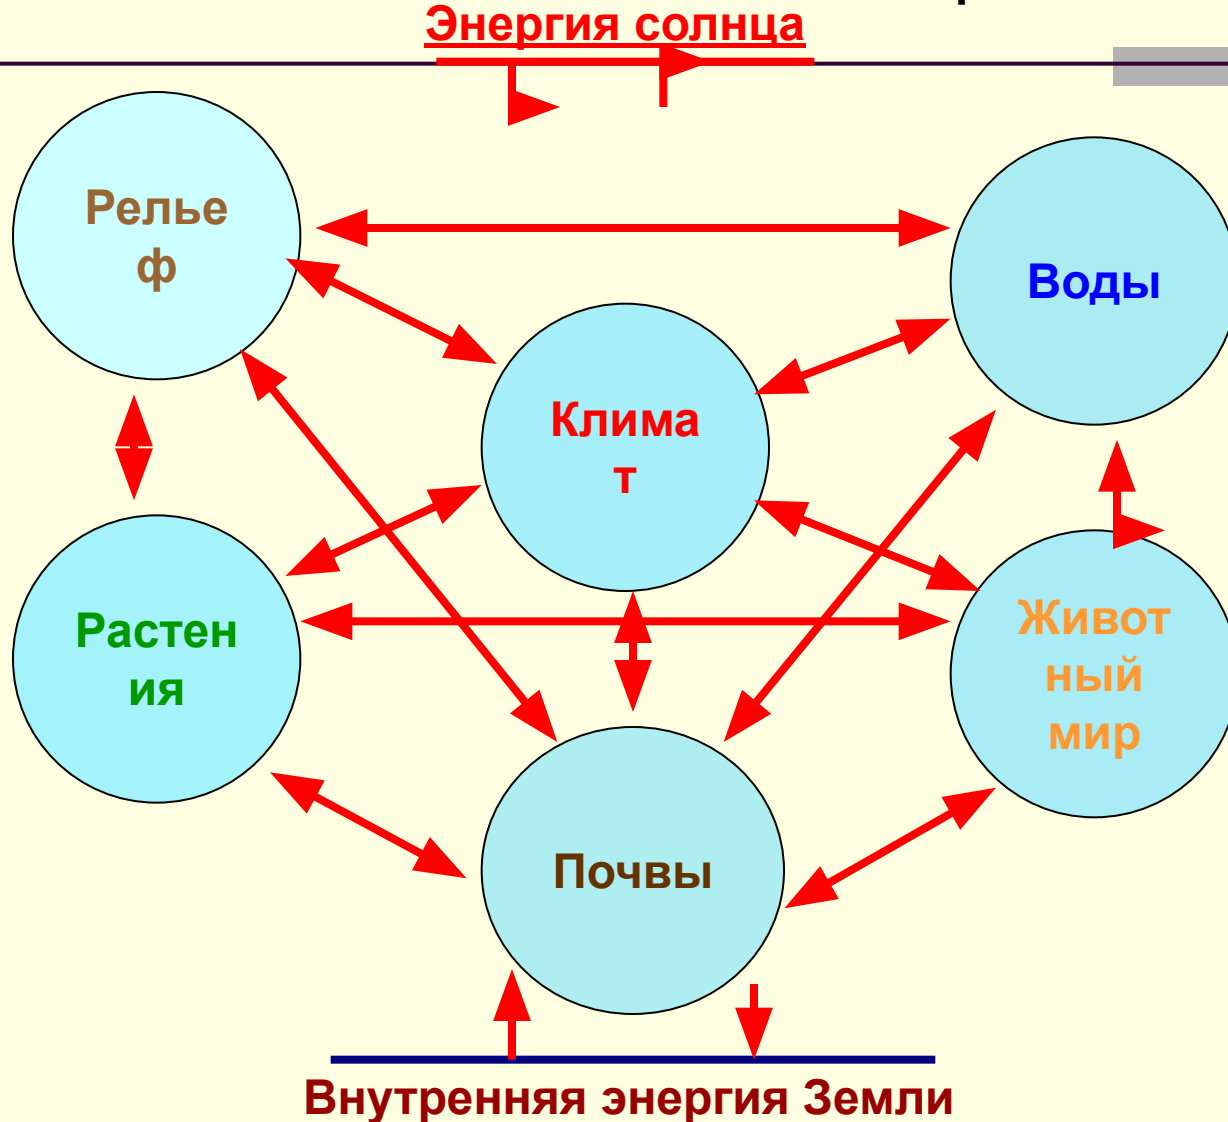 Энергия солнца
Релье
ф
Воды
Клима
т
Растен
ия
Живот
ный
мир
Почвы
Внутренняя энергия Земли